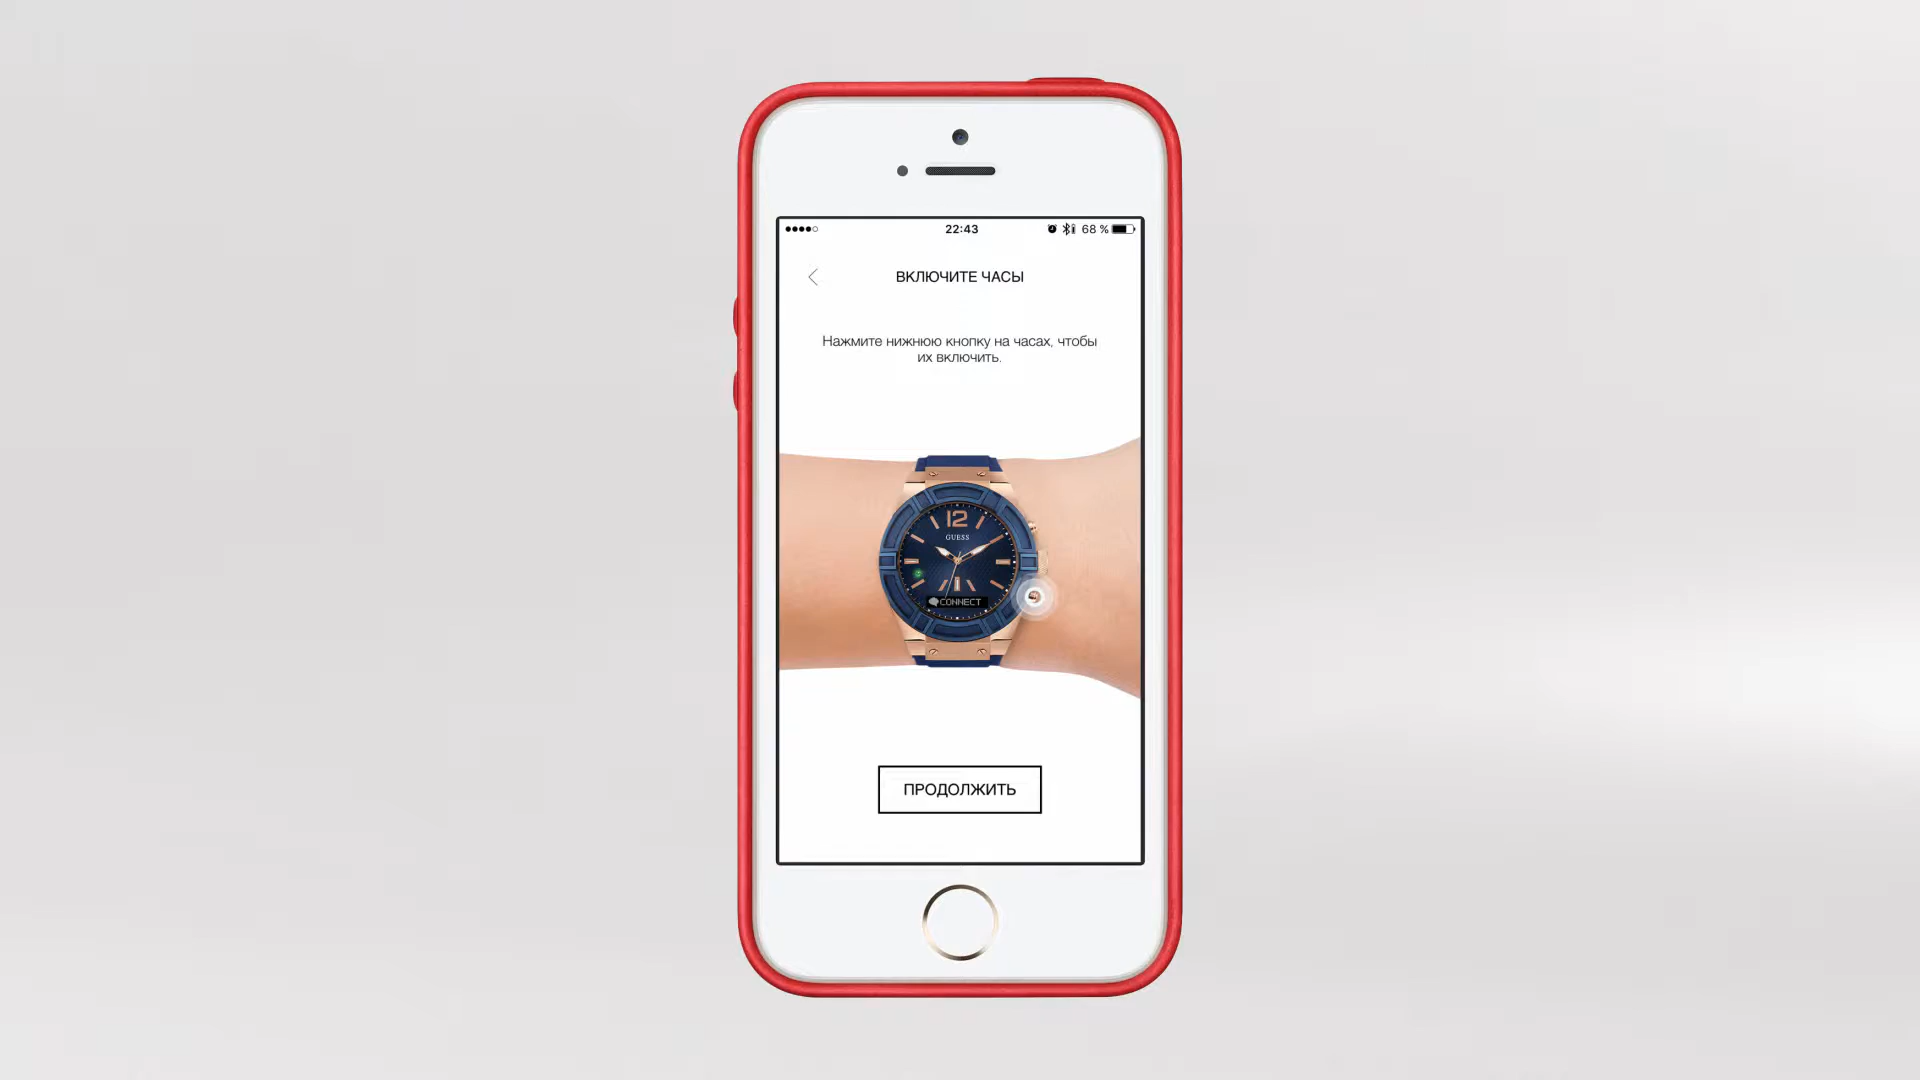 22:43
68 %
ВКЛЮЧИТЕ ЧАСЫ
Нажмите нижнюю кнопку на часах, чтобы
их включить.
12
GUESS
CONNECT
ПРОДОЛЖИТЬ